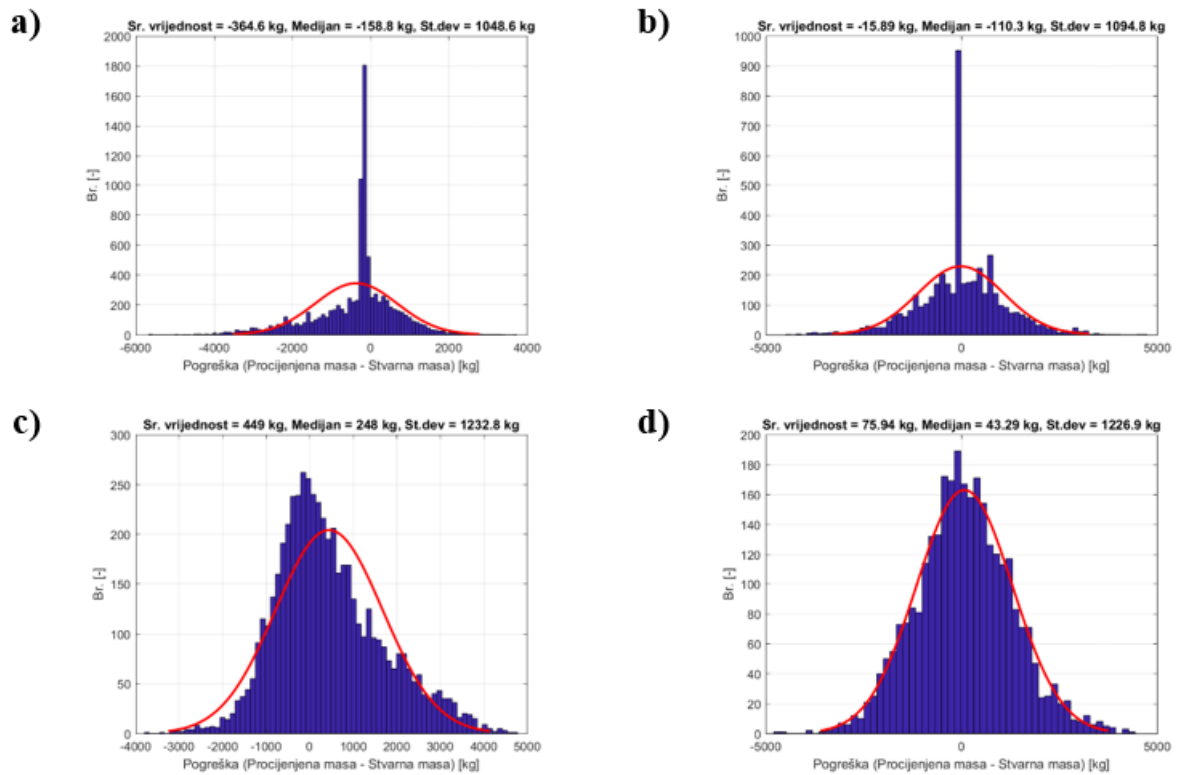 a)
Sr. vrijednost = -364.6 kg, Medijan = -158.8 kg, St.dev = 1048.6 kg
2000
1800
1600
1400
1200
1000
800
600
400
200
0
Br. [-]
-6000 -4000 -2000 0 2000 4000
Pogreška (Procijenjena masa - Stvarna masa) [kg]
b)
Sr. vrijednost = -15.89 kg, Medijan = -110.3 kg, St.dev = 1094.8 kg
1000
900
800
700
600
500
400
300
200
100
0
Br. [-]
-5000 0 5000
Pogreška (Procijenjena masa - Stvarna masa) [kg]
c)
Sr. vrijednost = 449 kg, Medijan = 248 kg, St.dev = 1232.8 kg
300
250
200
150
100
50
0
Br. [-]
-4000 -3000 -2000 -1000 0 1000 2000 3000 4000 5000
Pogreška (Procijenjena masa - Stvarna masa) [kg]
d)
Sr. vrijednost = 75.94 kg, Medijan = 43.29 kg, St.dev = 1226.9 kg
200
180
160
140
120
100
80
60
40
20
0
Br. [-]
-5000 0 5000
Pogreška (Procijenjena masa - Stvarna masa) [kg]